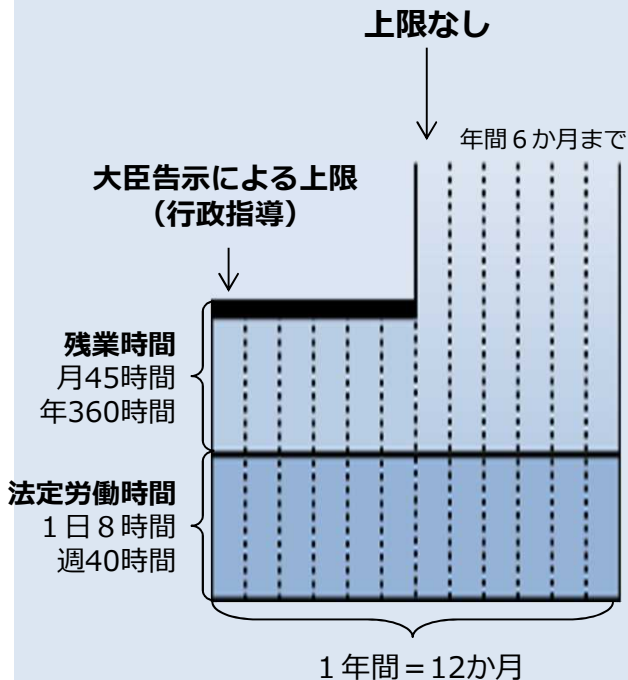 上限なし
年間６か月まで
大臣告示による上限
（行政指導）
残業時間
月45時間
年360時間
法定労働時間
１日８時間
週40時間
１年間＝12か月